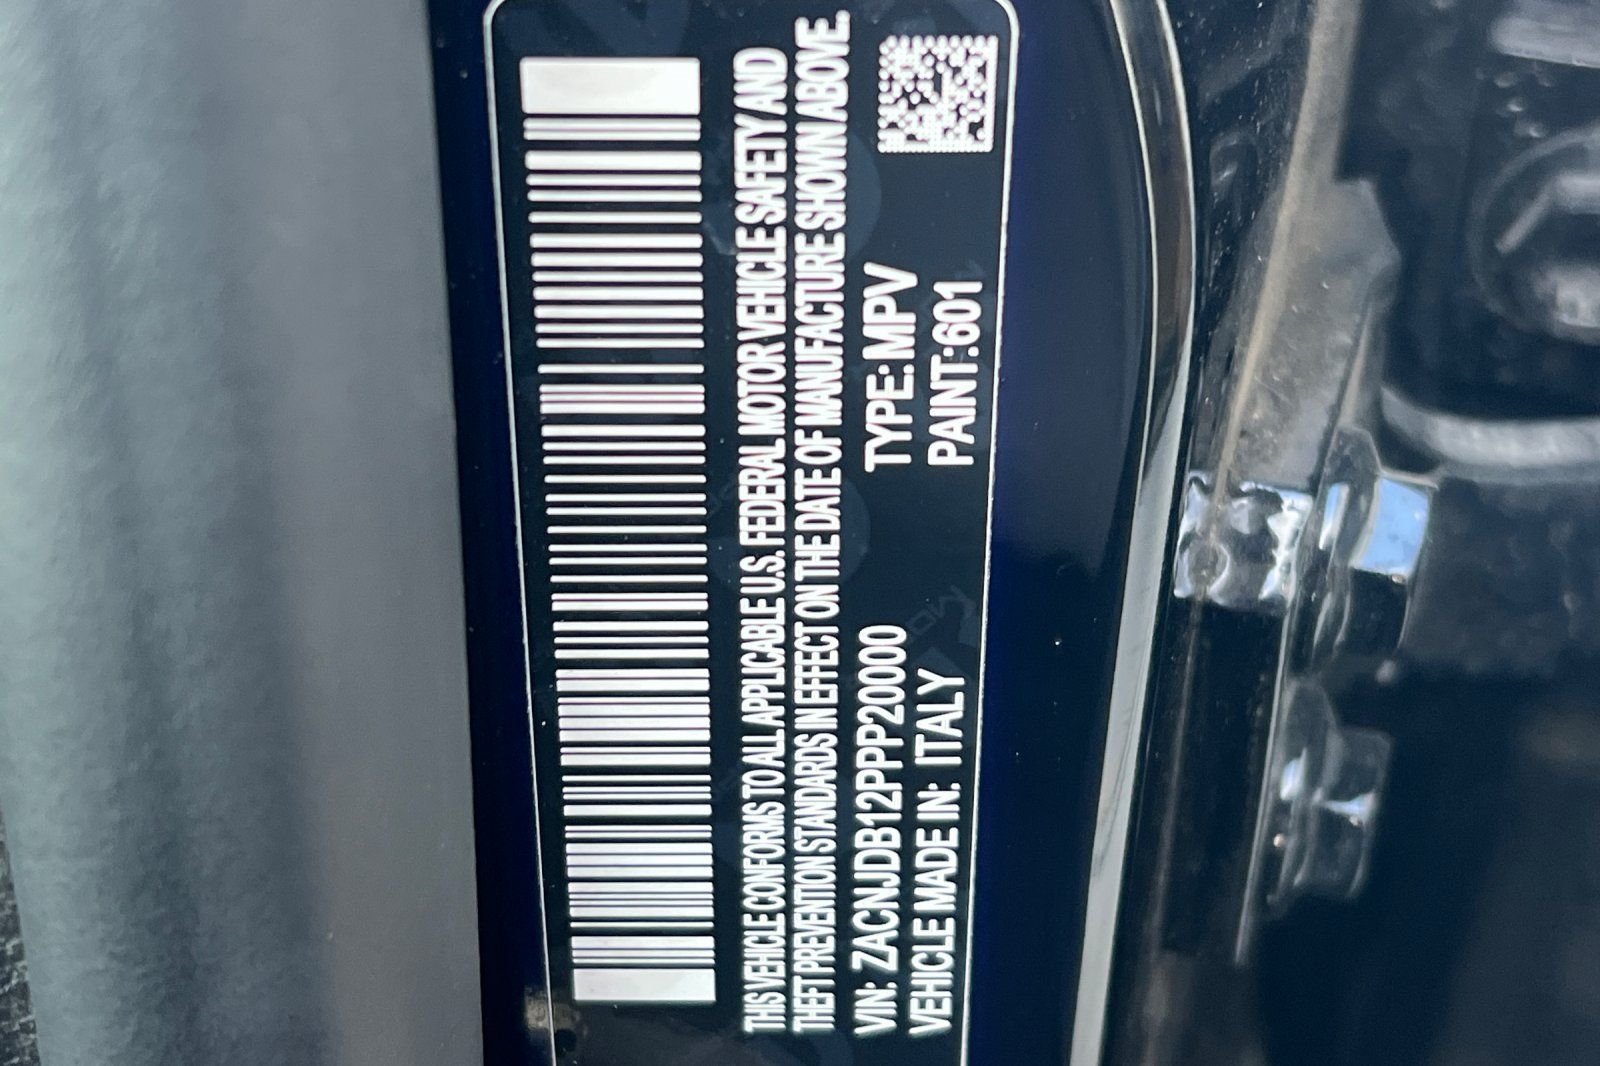 THIS VEHICLE CONFORMS TO ALL APPLICABLE U.S. FEDERAL MOTOR VEHICLE SAFETY AND
THEFT PREVENTION STANDARDS IN EFFECT ON THE DATE OF MANUFACTURE SHOWN ABOVE.
VIN: ZACNJDB12PPP20000 TYPE: MPV
VEHICLE MADE IN: ITALY PAINT:601